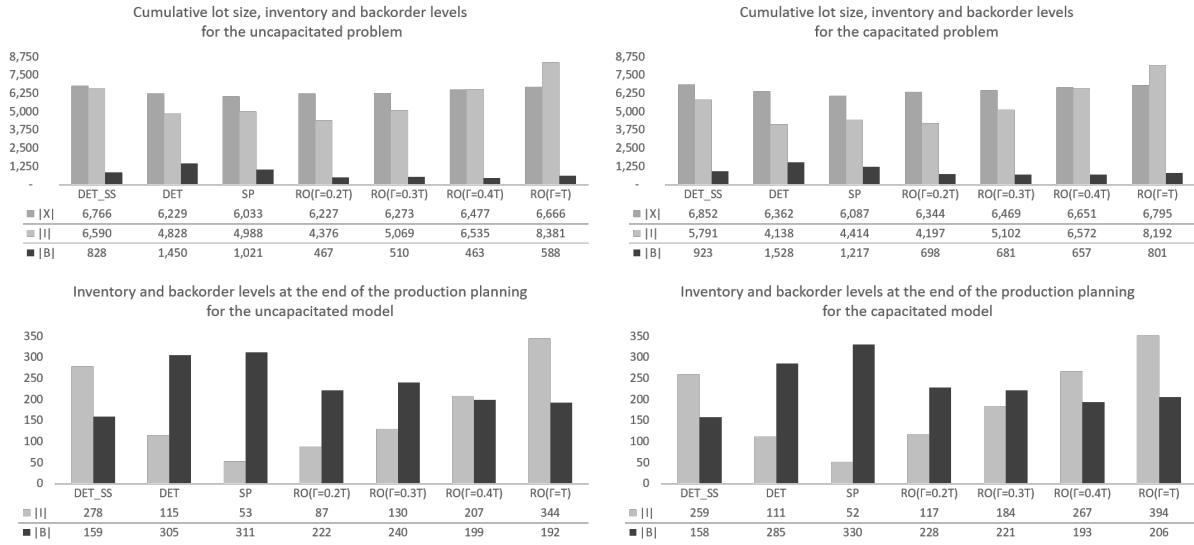 Cumulative lot size, inventory and backorder levels
for the uncapacitated problem
8,750
7,500
6,250
5,000
3,750
2,500
1,250
-
DET_SS DET SP RO(Γ=0.2T) RO(Γ=0.3T) RO(Γ=0.4T) RO(Γ=T)
|X| 6,766 6,229 6,033 6,227 6,273 6,477 6,666
|I| 6,590 4,828 4,988 4,376 5,069 6,535 8,381
|B| 828 1,450 1,021 467 510 463 588
Cumulative lot size, inventory and backorder levels
for the capacitated problem
8,750
7,500
6,250
5,000
3,750
2,500
1,250
-
DET_SS DET SP RO(Γ=0.2T) RO(Γ=0.3T) RO(Γ=0.4T) RO(Γ=T)
|X| 6,852 6,362 6,087 6,344 6,469 6,651 6,795
|I| 5,791 4,138 4,414 4,197 5,102 6,572 8,192
|B| 923 1,528 1,217 698 681 657 801
Inventory and backorder levels at the end of the production planning
for the uncapacitated model
350
300
250
200
150
100
50
0
DET_SS DET SP RO(Γ=0.2T) RO(Γ=0.3T) RO(Γ=0.4T) RO(Γ=T)
|I| 278 115 53 87 130 207 344
|B| 159 305 311 222 240 199 192
Inventory and backorder levels at the end of the production planning
for the capacitated model
350
300
250
200
150
100
50
0
DET_SS DET SP RO(Γ=0.2T) RO(Γ=0.3T) RO(Γ=0.4T) RO(Γ=T)
|I| 259 111 52 117 184 267 394
|B| 158 285 330 228 221 193 206